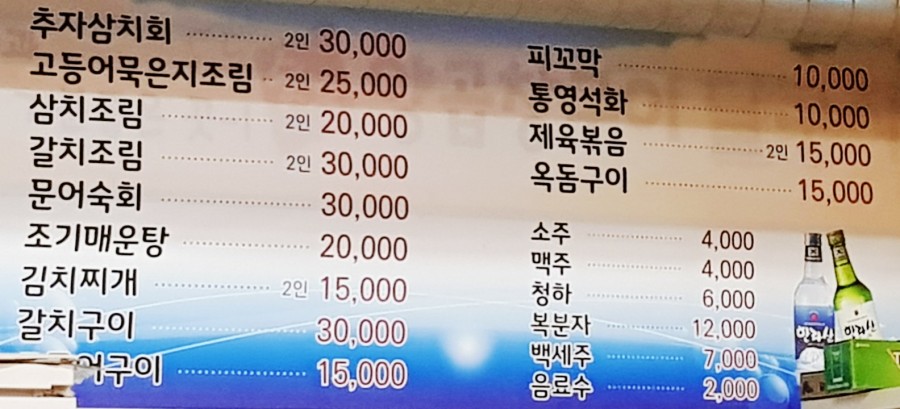 추자삼치회 2인 30,000
고등어묵은지조림 2인 25,000
삼치조림 2인 20,000
갈치조림 2인 30,000
문어숙회 30,000
조기매운탕 20,000
김치찌개 2인 15,000
갈치구이 30,000
어구이 15,000
피꼬막 10,000
통영석화 10,000
제육볶음 2인 15,000
옥돔구이 15,000
소주 4,000
맥주 4,000
청하 6,000
복분자 12,000
백세주 7,000
음료수 2,000
한라산 한라산